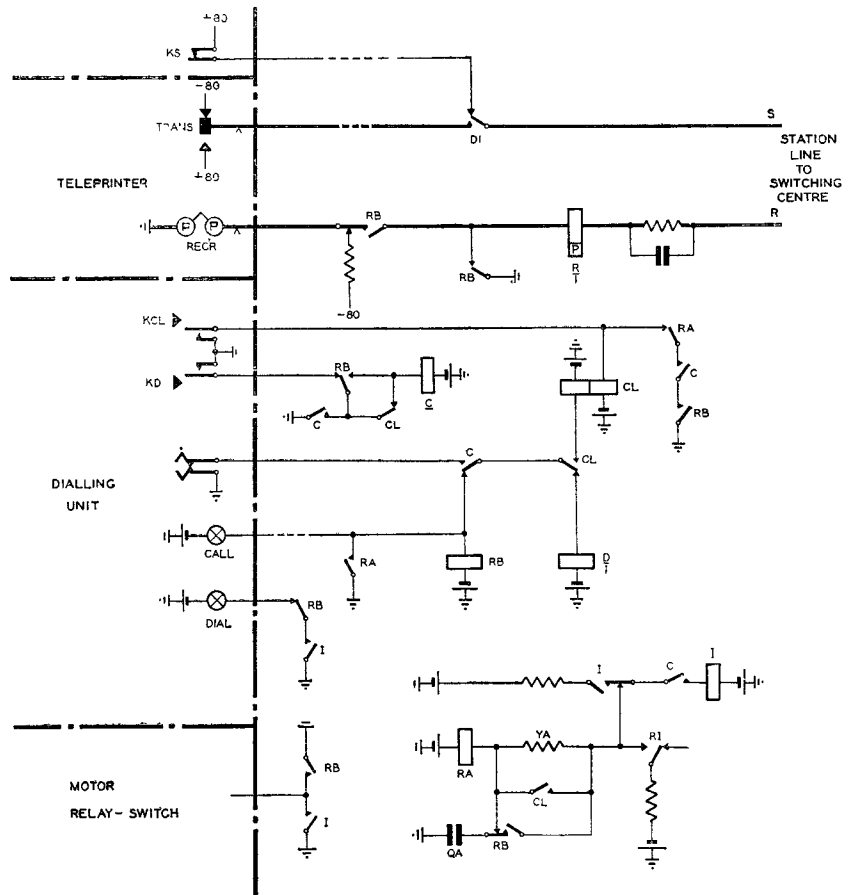 ±80
KS
-80
TRANS
±80
DI
S
STATION
LINE
TO
SWITCHING
CENTRE
TELEPRINTER
R
RECR
P
P
RB
RB
P
R
1
-80
KCL
KD
RB
C
CL
C
CL
RA
C
RB
DIALLING
UNIT
C
CL
CALL
RA
RB
D
1
DIAL
RB
I
I
C
I
MOTOR
RELAY-SWITCH
RB
I
RA
YA
RI
CL
QA
RB